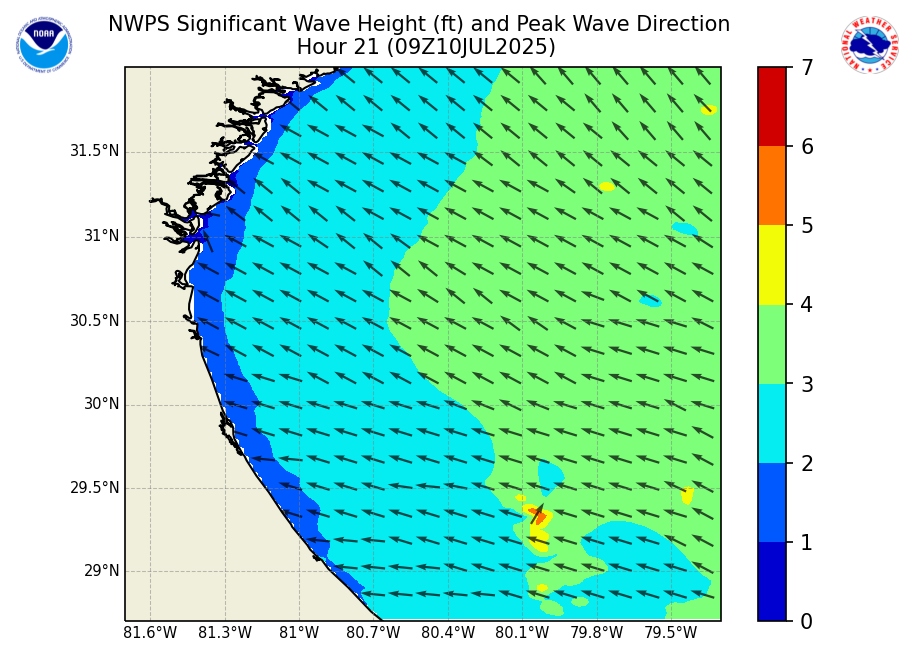 NWPS Significant Wave Height (ft) and Peak Wave Direction
Hour 21 (09Z10JUL2025)
NOAA
NATIONAL WEATHER SERVICE
31.5°N
31°N
30.5°N
30°N
29.5°N
29°N
81.6°W 81.3°W 81°W 80.7°W 80.4°W 80.1°W 79.8°W 79.5°W
7
6
5
4
3
2
1
0